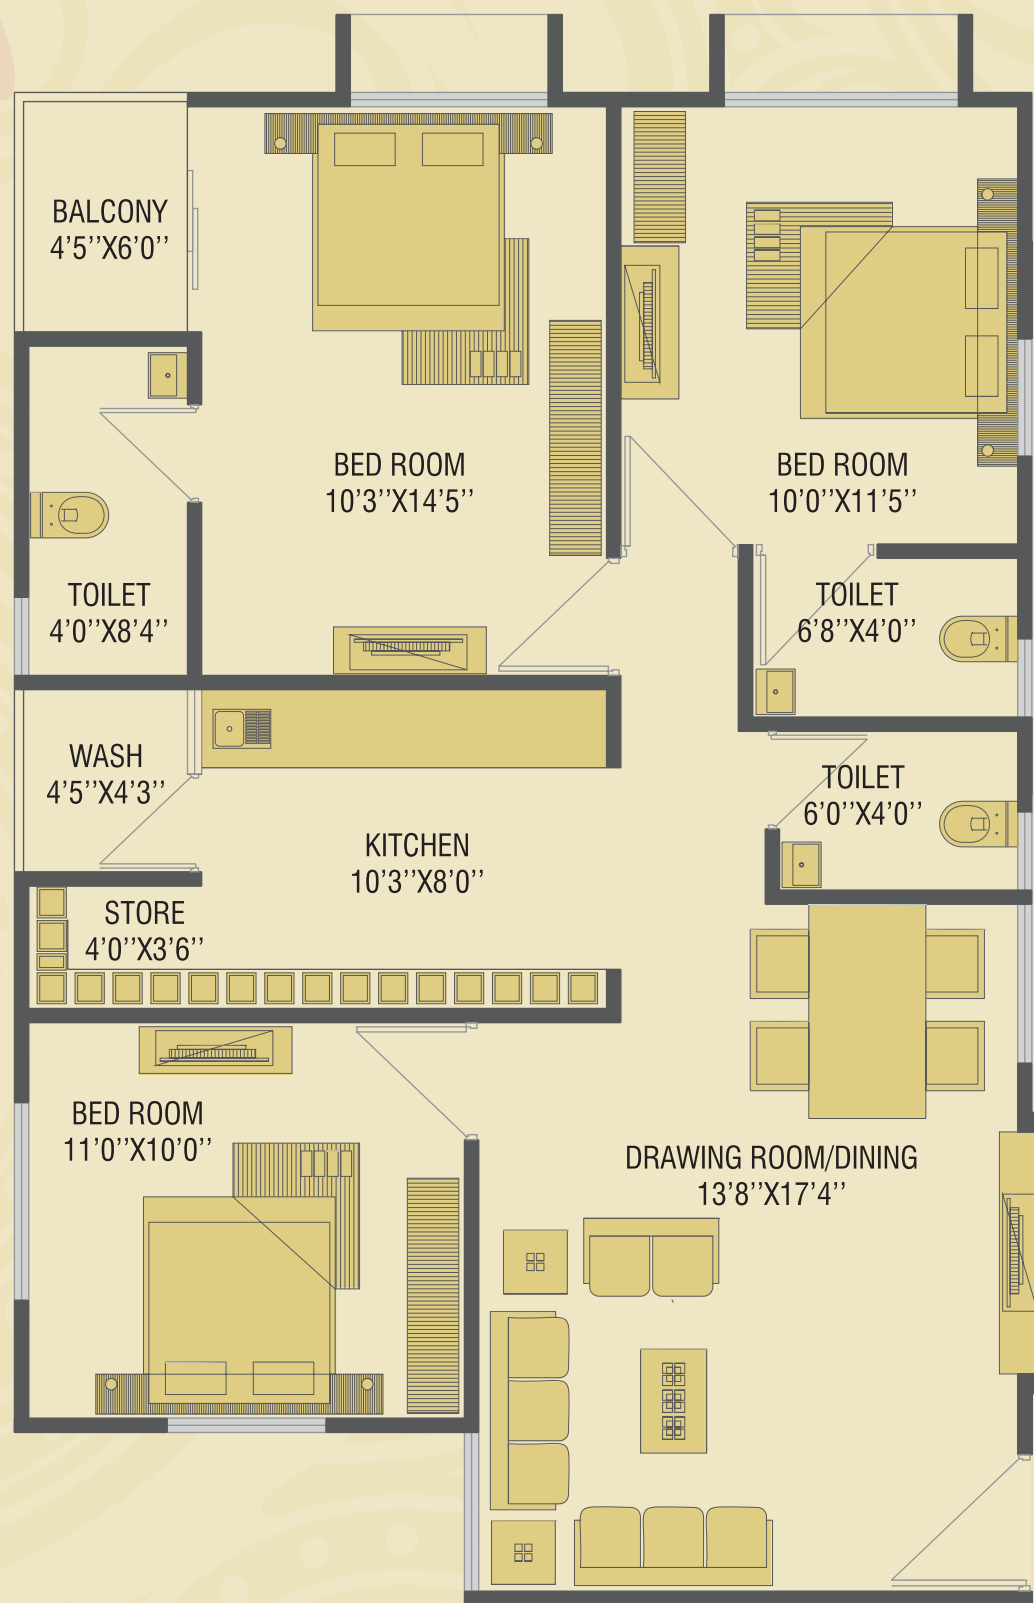 BALCONY
4’5’’X6’0’’
BED ROOM
10’3’’X14’5’’
BED ROOM
10’0’’X11’5’’
TOILET
4’0’’X8’4’’
TOILET
6’8’’X4’0’’
WASH
4’5’’X4’3’’
TOILET
6’0’’X4’0’’
KITCHEN
10’3’’X8’0’’
STORE
4’0’’X3’6’’
BED ROOM
11’0’’X10’0’’
DRAWING ROOM/DINING
13’8’’X17’4’’